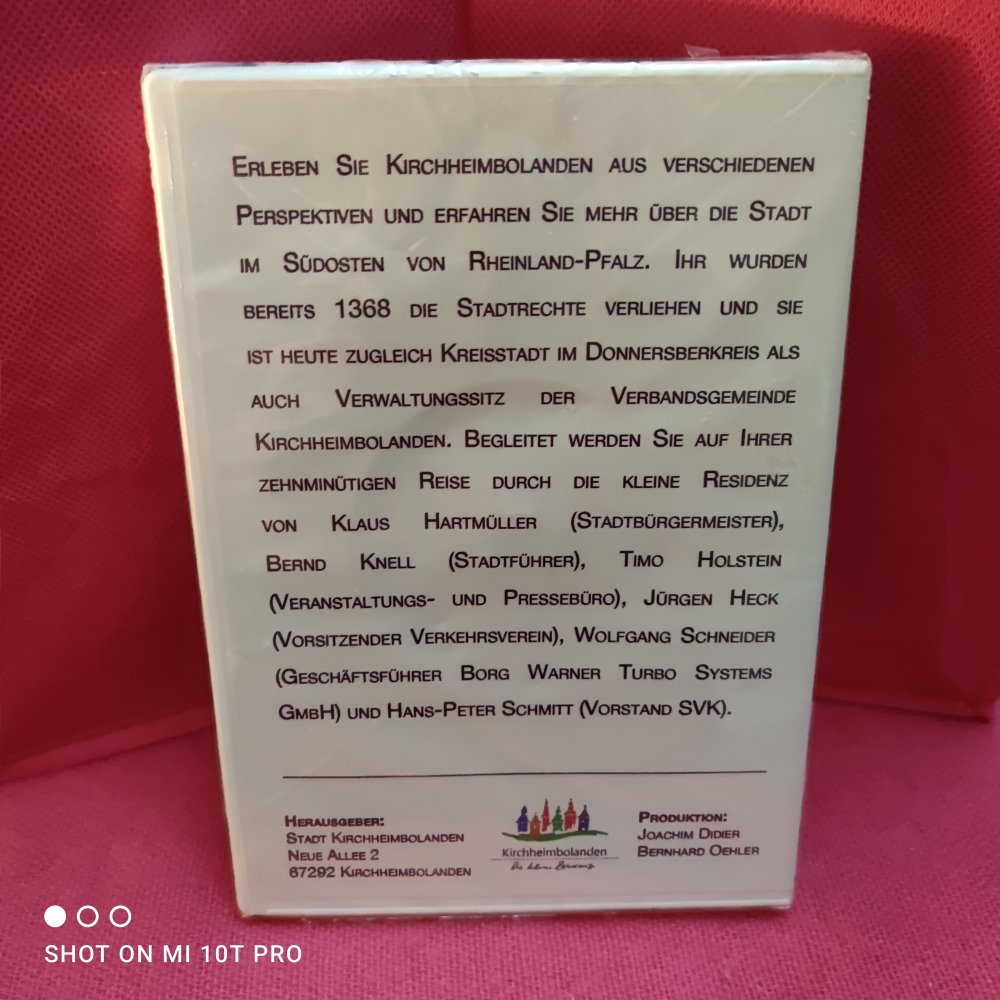 Erleben Sie Kirchheimbolanden aus verschiedenen
Perspektiven und erfahren Sie mehr über die Stadt
im Südosten von Rheinland-Pfalz. Ihr wurden
bereits 1368 die Stadtrechte verliehen und sie
ist heute zugleich Kreisstadt im Donnersberkreis als
auch Verwaltungssitz der Verbandsgemeinde
Kirchheimbolanden. Begleitet werden Sie auf Ihrer
zehnminütigen Reise durch die kleine Residenz
von Klaus Hartmüller (Stadtbürgermeister),
Bernd Knell (Stadtführer), Timo Holstein
(Veranstaltungs- und Pressebüro), Jürgen Heck
(Vorsitzender Verkehrsverein), Wolfgang Schneider
(Geschäftsführer Borg Warner Turbo Systems
GmbH) und Hans-Peter Schmitt (Vorstand SVK).
Herausgeber:
Stadt Kirchheimbolanden
Neue Allee 2
67292 Kirchheimbolanden
Kirchheimbolanden
Die kleine Residenz
Produktion:
Joachim Didier
Bernhard Oehler
SHOT ON MI 10T PRO